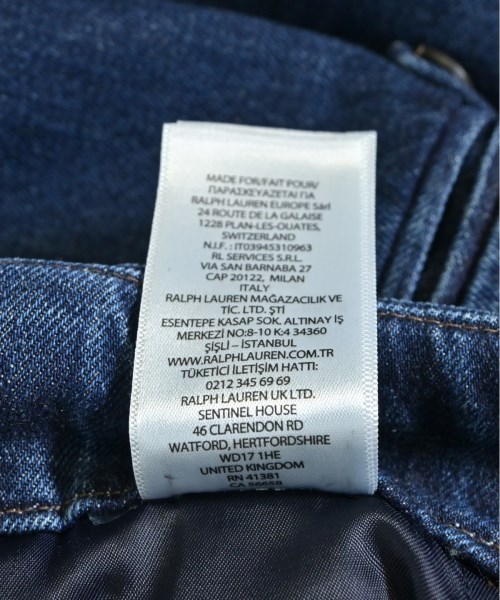 MADE FOR/FAIT POUR/
ΠΑΡΑΣΚΕΥΑΖΕΤΑΙ ΓΙΑ
RALPH LAUREN EUROPE Sàrl
24 ROUTE DE LA GALAISE
1228 PLAN-LES-OUATES,
SWITZERLAND
N.I.F. : IT03945310963
RL SERVICES S.R.L.
VIA SAN BARNABA 27
CAP 20122, MILAN
ITALY
RALPH LAUREN MAĞAZACILIK VE
TİC. LTD. ŞTİ
ESENTEPE KASAP SOK. ALTINAY İŞ
MERKEZİ NO:8-10 K:4 34360
ŞİŞLİ – İSTANBUL
WWW.RALPHLAUREN.COM.TR
TÜKETİCİ İLETİŞİM HATTI:
0212 345 69 69
RALPH LAUREN UK LTD.
SENTINEL HOUSE
46 CLARENDON RD
WATFORD, HERTFORDSHIRE
WD17 1HE
UNITED KINGDOM
RN 41381
CA